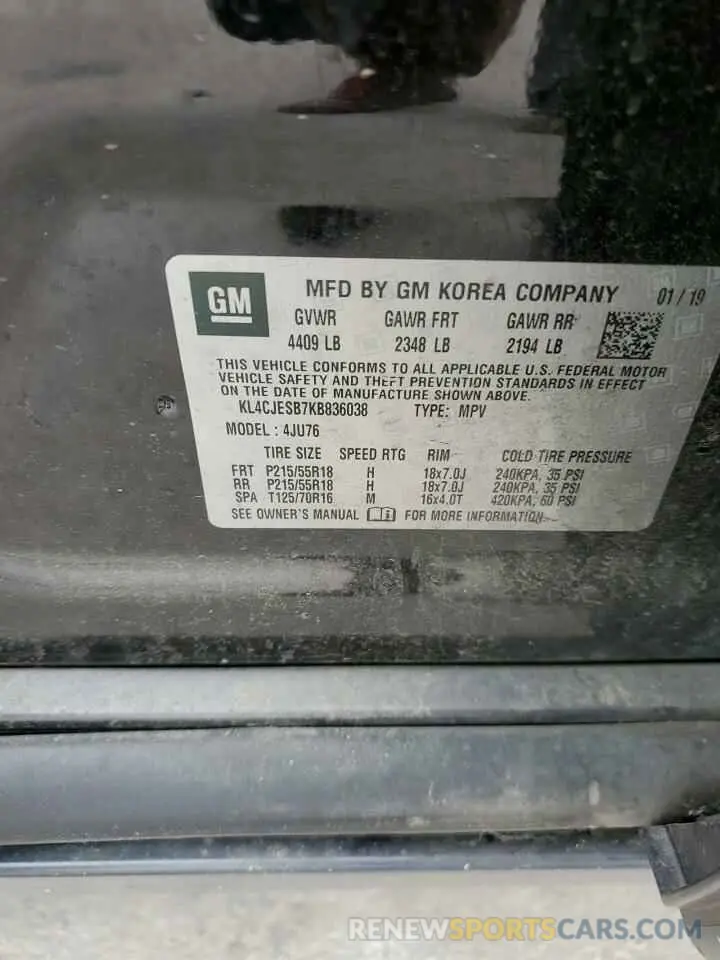 GM MFD BY GM KOREA COMPANY 01/19
GVWR GAWR FRT GAWR RR
4409 LB 2348 LB 2194 LB
THIS VEHICLE CONFORMS TO ALL APPLICABLE U.S. FEDERAL MOTOR
VEHICLE SAFETY AND THEFT PREVENTION STANDARDS IN EFFECT
ON THE DATE OF MANUFACTURE SHOWN ABOVE.
KL4CJESB7KB836038 TYPE: MPV
MODEL : 4JU76
TIRE SIZE SPEED RTG RIM COLD TIRE PRESSURE
FRT P215/55R18 H 18x7.0J 240KPA, 35 PSI
RR P215/55R18 H 18x7.0J 240KPA, 35 PSI
SPA T125/70R16 M 16x4.0T 420KPA, 60 PSI
SEE OWNER'S MANUAL FOR MORE INFORMATION
RENEWSPORTSCARS.COM